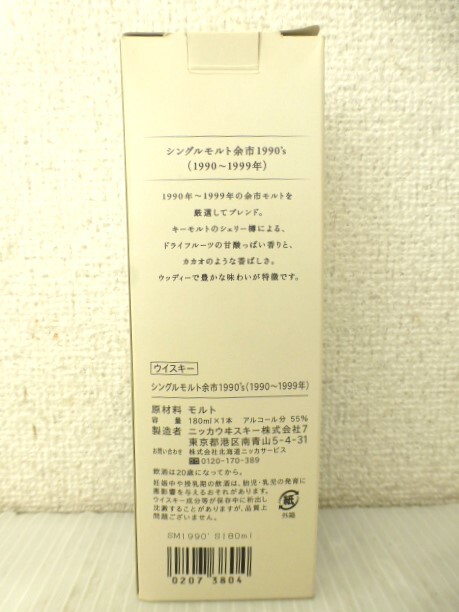 シングルモルト余市1990's
(1990～1999年)
1990年～1999年の余市モルトを
厳選してブレンド。
キーモルトのシェリー樽による、
ドライフルーツの甘酸っぱい香りと、
カカオのような香ばしさ。
ウッディーで豊かな味わいが特徴です。
ウイスキー
シングルモルト余市1990's(1990～1999年)
原材料 モルト
容量 180ml×1本 アルコール分 55%
製造者 ニッカウヰスキー株式会社7
東京都港区南青山5-4-31
お問い合わせ 株式会社北海道ニッカサービス
0120-170-389
飲酒は20歳になってから。
妊娠中や授乳期の飲酒は、胎児・乳児の発育に
悪影響を与えるおそれがあります。
ウイスキー成分等が保存中に析出し
沈澱することがありますが、品質上
問題ございません。
紙
外箱
SM1990' S180ml
0207 3804